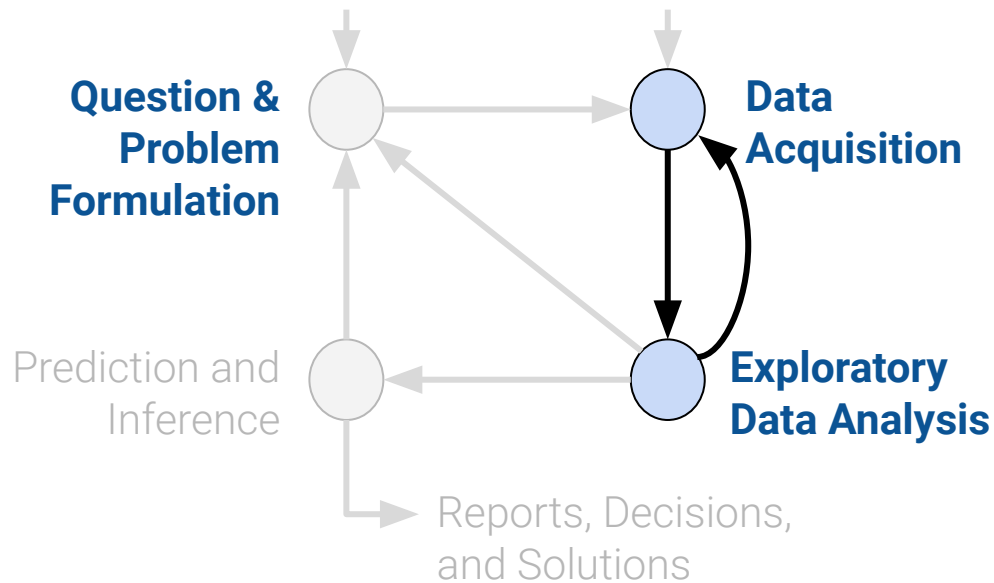 Question &
Problem
Formulation
Data
Acquisition
Prediction and
Inference
Exploratory
Data Analysis
Reports, Decisions,
and Solutions